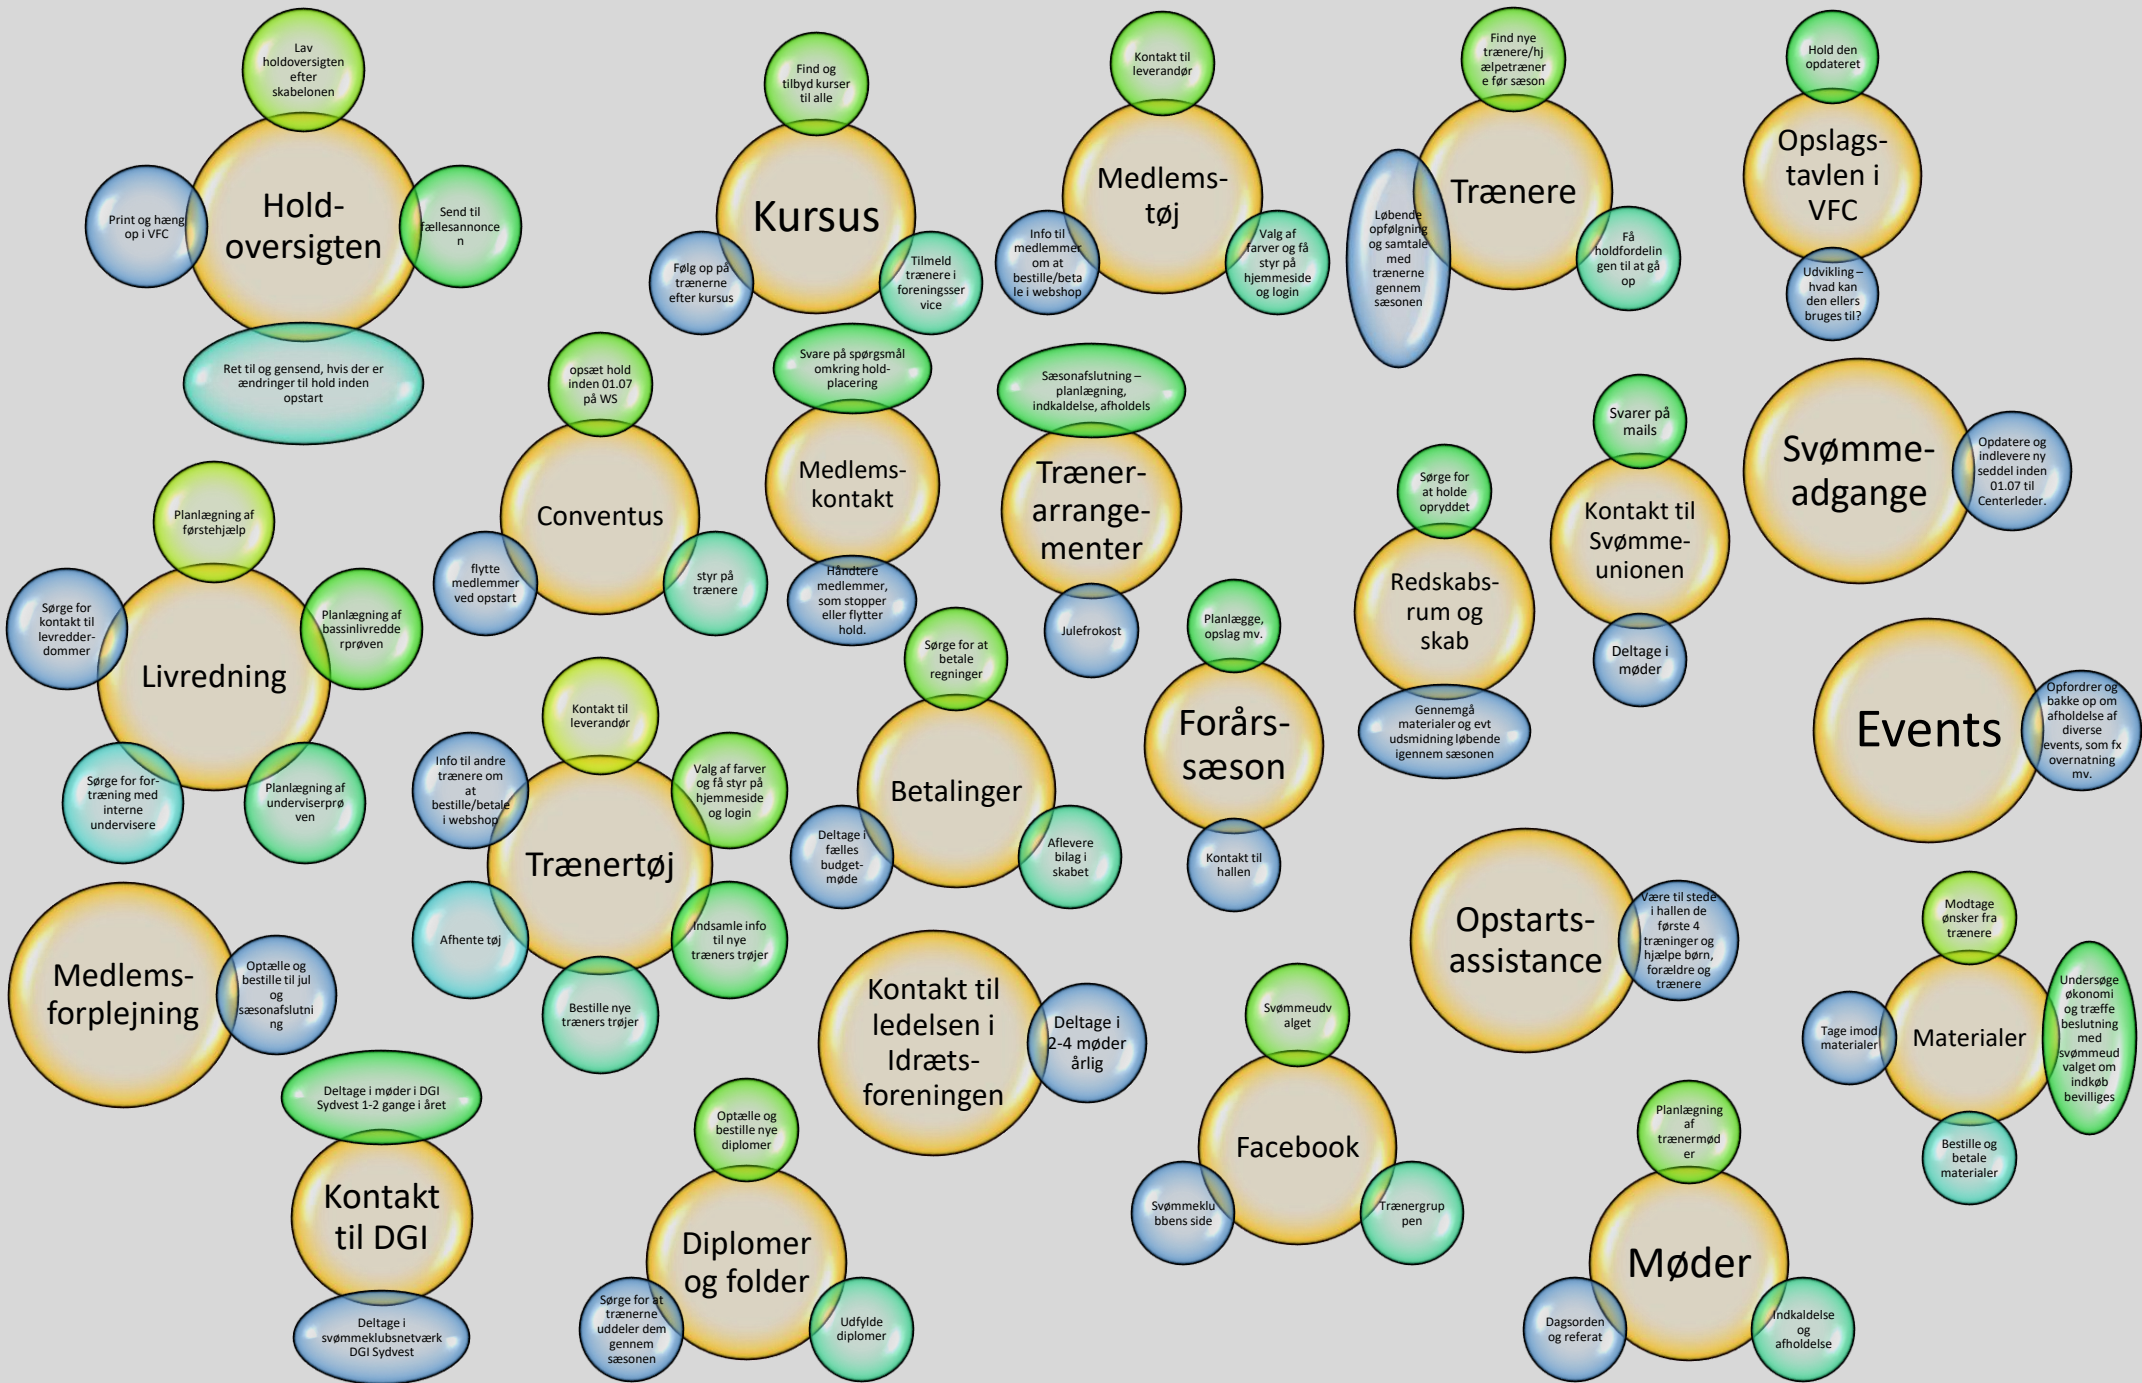 Lav
holdoversigten
efter
skabelonen
Hold-
oversigten
Print og hæng
op i VFC
Send til
fællesannonce
n
Ret til og gensend, hvis der er
ændringer til hold inden
opstart
Find og
tilbyd kurser
til alle
Kursus
Følg op på
trænerne
efter kursus
Tilmeld
trænere i
foreningsser
vice
Kontakt til
leverandør
Medlems-
tøj
Info til
medlemmer
om at
bestille/beta
le i webshop
Valg af
farver og få
styr på
hjemmeside
og login
Find nye
trænere/hj
ælpetræner
e før sæson
Trænere
Løbende
opfølgning
og samtale
med
trænerne
gennem
sæsonen
Få
holdfordelin
gen til at gå
op
Hold den
opdateret
Opslags-
tavlen i
VFC
Udvikling –
hvad kan
den ellers
bruges til?
opsæt hold
inden 01.07
på WS
Conventus
flytte
medlemmer
ved opstart
styr på
trænere
Svare på spørgsmål
omkring hold-
placering
Medlems-
kontakt
Håndtere
medlemmer,
som stopper
eller flytter
hold.
Sæsonafslutning –
planlægning,
indkaldelse, afholdels
Træner-
arrange-
menter
Julefrokost
Sørge for
at holde
opryddet
Redskabs-
rum og
skab
Gennemgå
materialer og evt
udsmidning løbende
igennem sæsonen
Svarer på
mails
Kontakt til
Svømme-
unionen
Deltage i
møder
Svømme-
adgange
Opdatere og
indlevere ny
seddel inden
01.07 til
Centerleder.
Planlægning af
førstehjælp
Livredning
Sørge for
kontakt til
levredder-
dommer
Planlægning af
bassinlivredde
rprøven
Sørge for for-
træning med
interne
undervisere
Planlægning af
underviserprø
ven
Kontakt til
leverandør
Trænertøj
Info til andre
trænere om
at
bestille/betale
i webshop
Valg af farver
og få styr på
hjemmeside
og login
Afhente tøj
Indsamle info
til nye
træners trøjer
Bestille nye
træners trøjer
Sørge for at
betale
regninger
Betalinger
Deltage i
fælles
budget-
møde
Aflevere
bilag i
skabet
Planlægge,
opslag mv.
Forårs-
sæson
Kontakt til
hallen
Events
Opfordrer og
bakke op om
afholdelse af
diverse
events, som fx
overnatning
mv.
Opstarts-
assistance
Være til stede
i hallen de
første 4
træninger og
hjælpe børn,
forældre og
trænere
Medlems-
forplejning
Optælle og
bestille til jul
og
sæsonafslutni
ng
Kontakt til
ledelsen i
Idræts-
foreningen
Deltage i
2-4 møder
årlig
Modtage
ønsker fra
trænere
Materialer
Tage imod
materialer
Undersøge
økonomi
og træffe
beslutning
med
svømmeud
valget om
indkøb
bevilliges
Bestille og
betale
materialer
Svømmeudv
alget
Facebook
Svømmeklu
bbens side
Trænergrup
pen
Deltage i møder i DGI
Sydvest 1-2 gange i året
Kontakt
til DGI
Deltage i
svømmeklubsnetværk
DGI Sydvest
Optælle og
bestille nye
diplomer
Diplomer
og folder
Sørge for at
trænerne
uddeler dem
gennem
sæsonen
Udfylde
diplomer
Planlægning
af
trænermød
er
Møder
Dagsorden
og referat
Indkaldelse
og
afholdelse